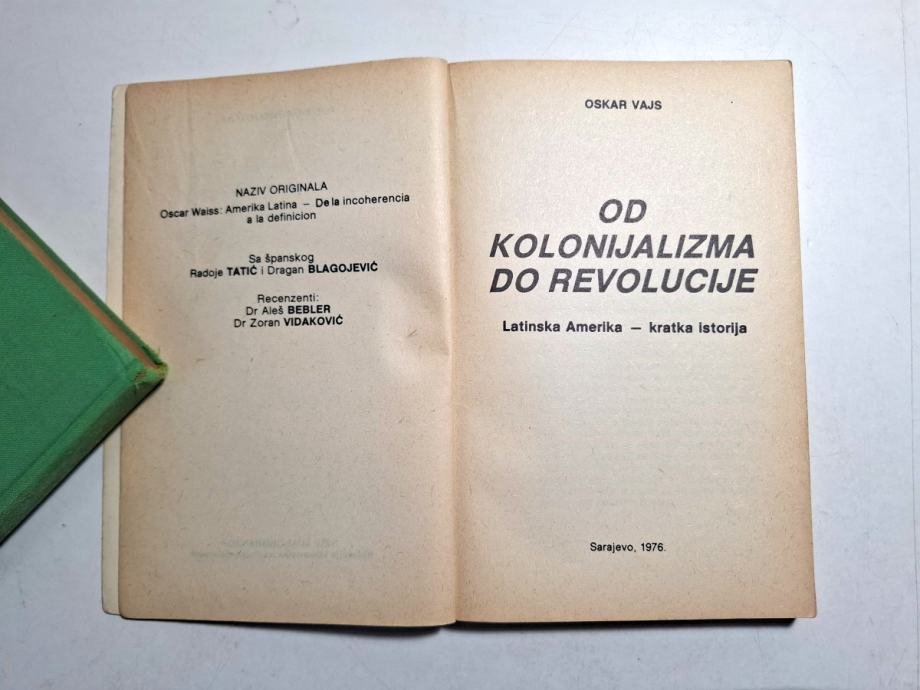 NAZIV ORIGINALA
Oscar Waiss: Amerika Latina — De la incoherencia
a la definicion
Sa španskog
Radoje TATIĆ i Dragan BLAGOJEVIĆ
Recenzenti:
Dr Aleš BEBLER
Dr Zoran VIDAKOVIĆ
OSKAR VAJS
OD
KOLONIJALIZMA
DO REVOLUCIJE
Latinska Amerika — kratka istorija
Sarajevo, 1976.